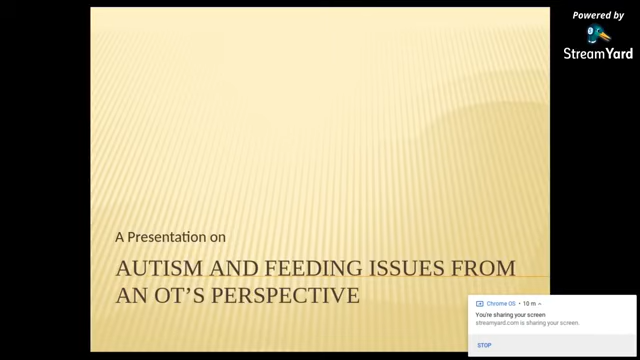 Powered by
StreamYard
A Presentation on
AUTISM AND FEEDING ISSUES FROM
AN OT’S PERSPECTIVE
Chrome OS • 10 m
You're sharing your screen
streamyard.com is sharing your screen.
STOP